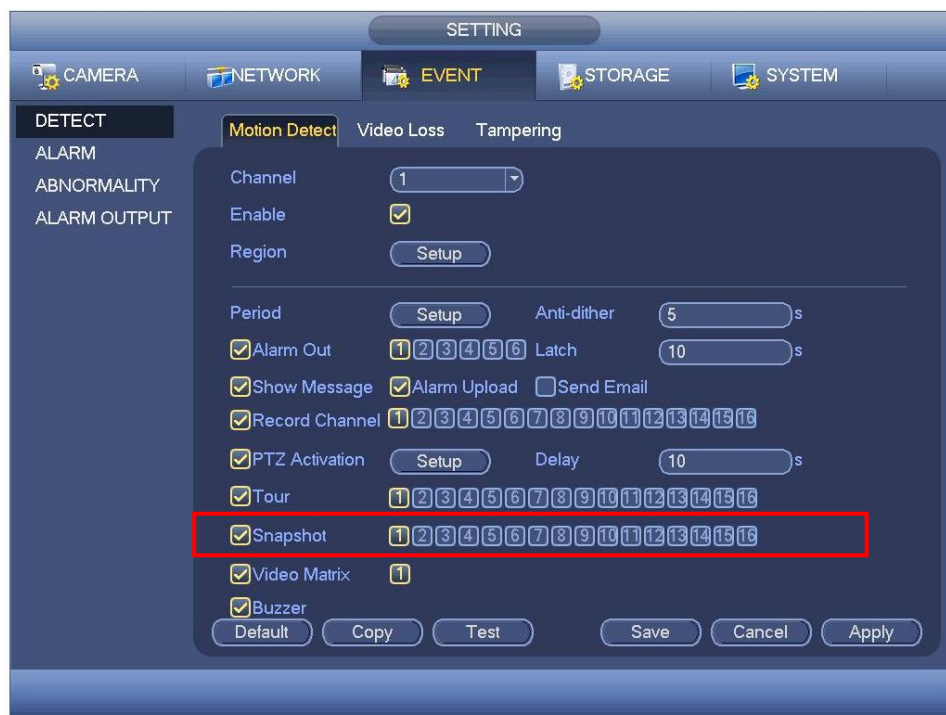 SETTING
CAMERA NETWORK EVENT STORAGE SYSTEM
DETECT
ALARM
ABNORMALITY
ALARM OUTPUT
Motion Detect Video Loss Tampering
Channel 1
Enable
Region Setup
Period Setup Anti-dither 5 s
Alarm Out 1 2 3 4 5 6 Latch 10 s
Show Message Alarm Upload Send Email
Record Channel 1 2 3 4 5 6 7 8 9 10 11 12 13 14 15 16
PTZ Activation Setup Delay 10 s
Tour 1 2 3 4 5 6 7 8 9 10 11 12 13 14 15 16
Snapshot 1 2 3 4 5 6 7 8 9 10 11 12 13 14 15 16
Video Matrix 1
Buzzer
Default Copy Test Save Cancel Apply